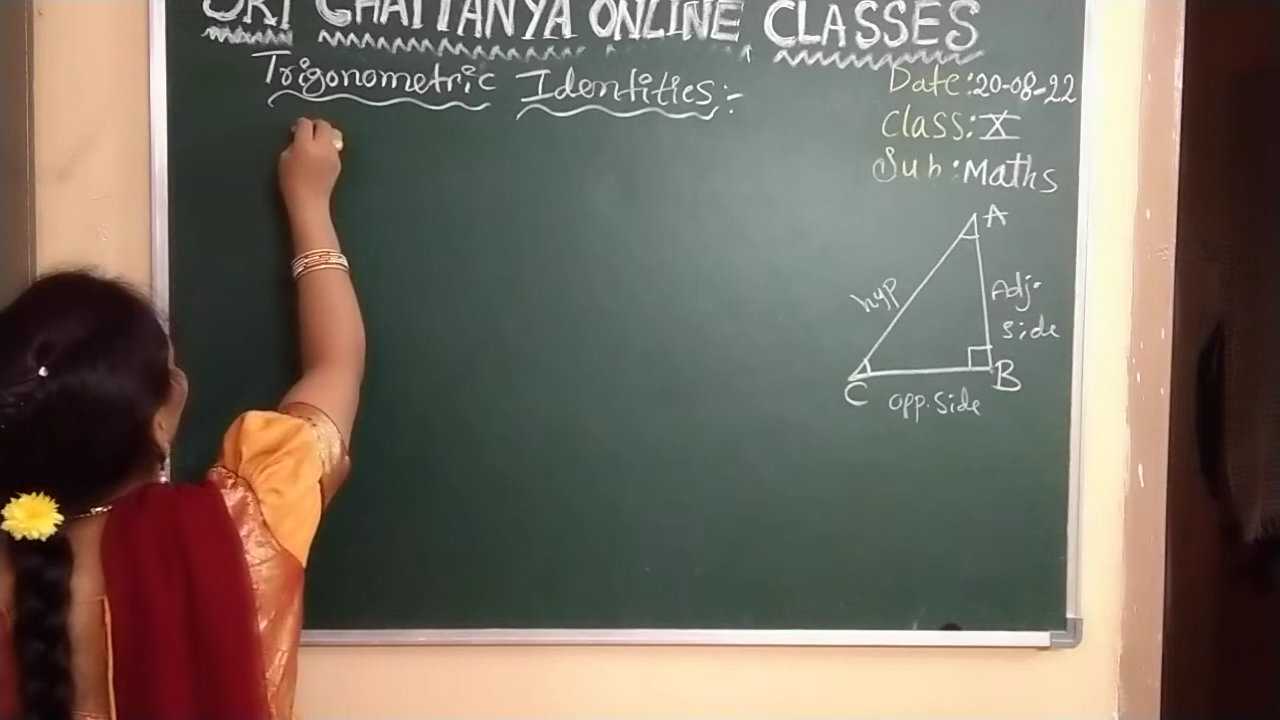 SRI CHAITANYA ONLINE CLASSES
Trigonometric Identities:-
Date:20-08-22
Class:X
Sub:Maths
A
hyp
Adj.
side
C
B
opp.side